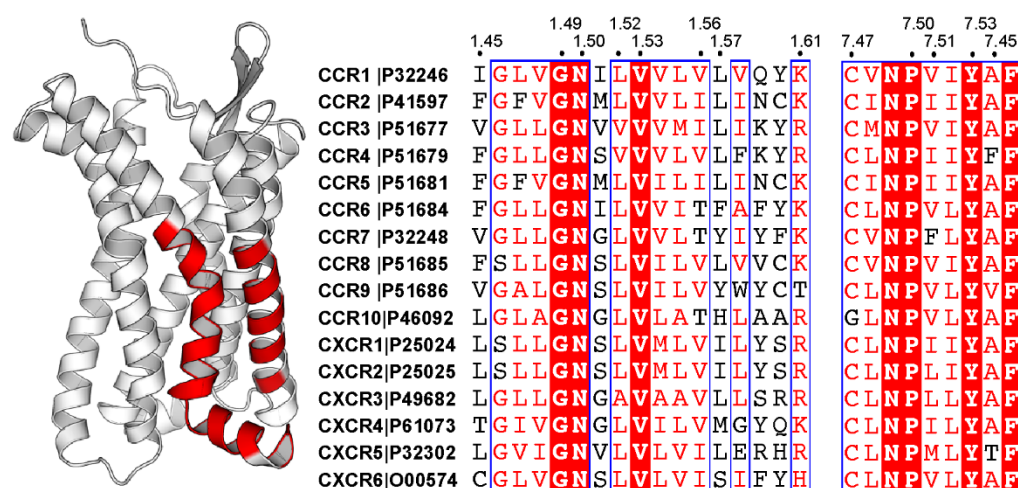 1.49 1.52 1.56 7.50 7.53
1.45 1.50 1.53 1.57 1.61 7.47 7.51 7.45
CCR1 |P32246 IGLVGNILVVLVLVQYK CVNPVIYAF
CCR2 |P41597 FGFVGNMLVVLILINCK CINPIIYAF
CCR3 |P51677 VGLLGNVVVVMILIKYR CMNPVIYAF
CCR4 |P51679 FGLLGNSVVVLVLFKYR CLNPIIYFF
CCR5 |P51681 FGFVGNMLVILILINCK CLNPIIYAF
CCR6 |P51684 FGLLGNILVVITFAFYK CLNPVLYAF
CCR7 |P32248 VGLLGNGLVVLTYIYFK CVNPFLYAF
CCR8 |P51685 FSLLGNSLVILVLVVCK CLNPVIYAF
CCR9 |P51686 VGALGNSLVILVYWYCT CLNPVLYVF
CCR10|P46092 LGLAGNGLVLATHLAAR GLNPVLYAF
CXCR1|P25024 LSLLGNSLVMLVILYSR CLNPIIYAF
CXCR2|P25025 LSLLGNSLVMLVILYSR CLNPLIYAF
CXCR3|P49682 LGLLGNGAVAAVLLSRR CLNPLLYAF
CXCR4|P61073 TGIVGNGLVILVMGYQK CLNPILYAF
CXCR5|P32302 LGVIGNVLVLVILERHR CLNPMLYTF
CXCR6|O00574 CGLVGNSLVLVISIFYH CLNPVLYAF